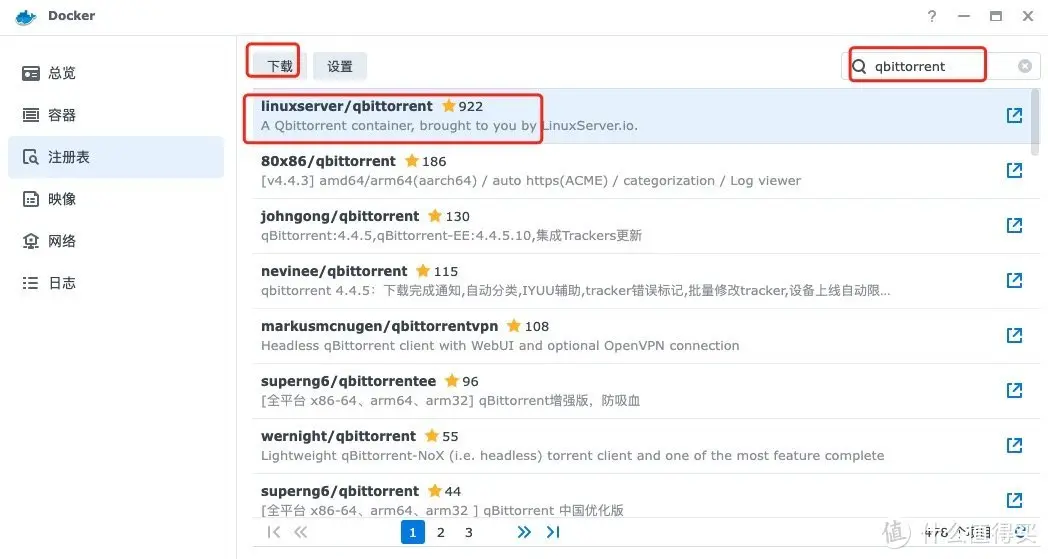 Docker
?
总览
容器
注册表
映像
网络
日志
下载
设置
qbittorrent
linuxserver/qbittorrent 922
A Qbittorrent container, brought to you by LinuxServer.io.
80x86/qbittorrent 186
[v4.4.3] amd64/arm64(aarch64) / auto https(ACME) / categorization / Log viewer
johngong/qbittorrent 130
qBittorrent:4.4.5,qBittorrent-EE:4.4.5.10,集成Trackers更新
nevinee/qbittorrent 115
qbittorrent 4.4.5：下载完成通知,自动分类,IYUU辅助,tracker错误标记,批量修改tracker,设备上线自动限...
markusmcnugen/qbittorrentvpn 108
Headless qBittorrent client with WebUI and optional OpenVPN connection
superng6/qbittorrentee 96
[全平台 x86-64、arm64、arm32] qBittorrent增强版，防吸血
wernight/qbittorrent 55
Lightweight qBittorrent-NoX (i.e. headless) torrent client and one of the most feature complete
superng6/qbittorrent 44
[全平台 x86-64、arm64、arm32 ] qBittorrent 中国优化版
1 2 3
478 个项目
值 什么值得买